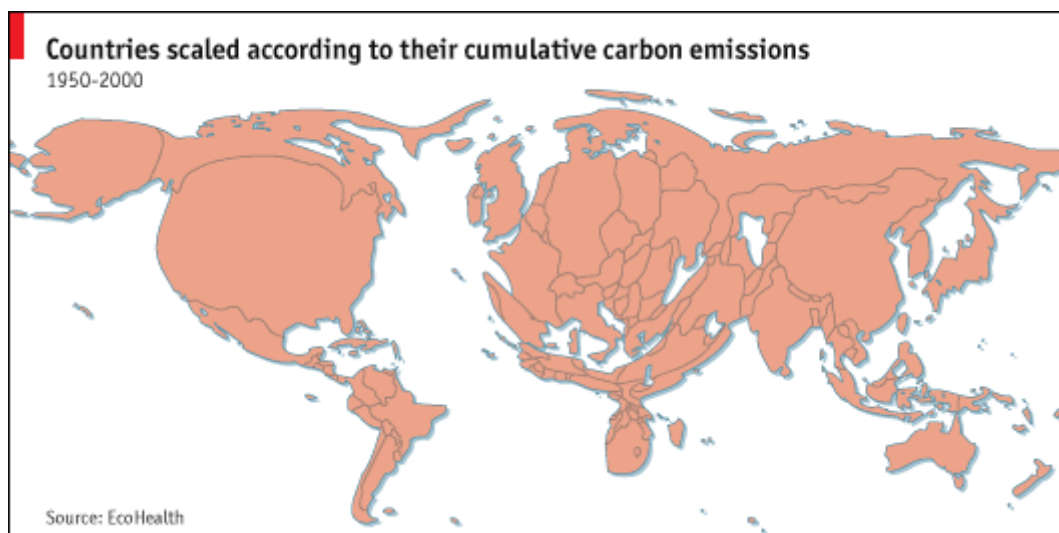 Countries scaled according to their cumulative carbon emissions
1950-2000
Source: EcoHealth